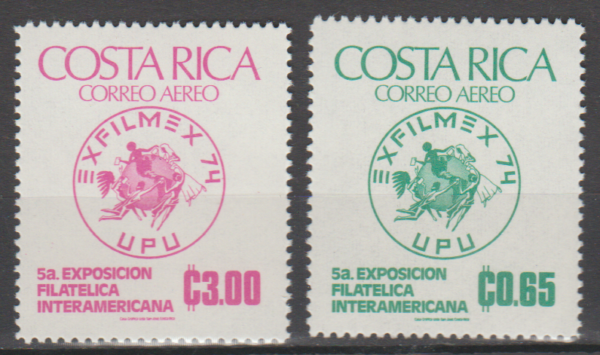 COSTA RICA
CORREO AEREO
EXFILMEX 74
UPU
5a. EXPOSICION
FILATELICA
INTERAMERICANA
₡3.00
COSTA RICA
CORREO AEREO
EXFILMEX 74
UPU
5a. EXPOSICION
FILATELICA
INTERAMERICANA
₡0.65